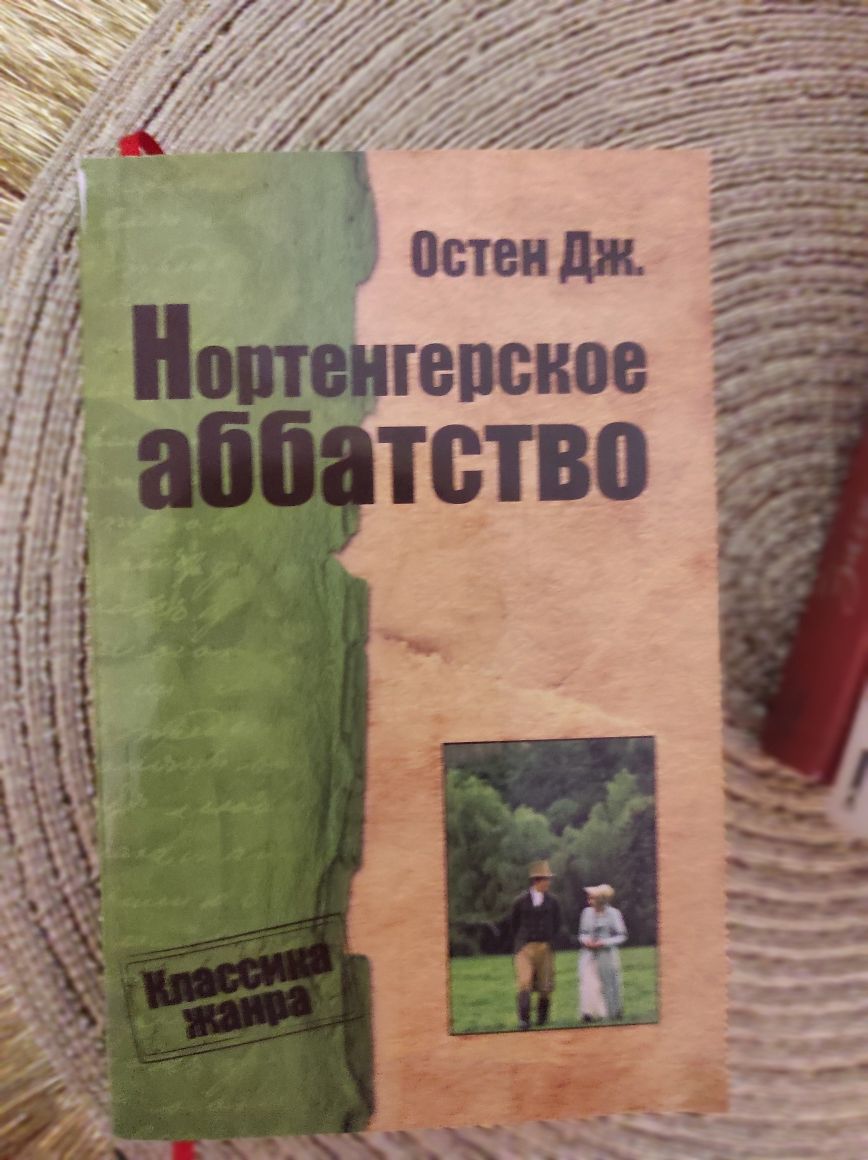 Остен Дж.
Нортенгерское
аббатство
Классика
жанра